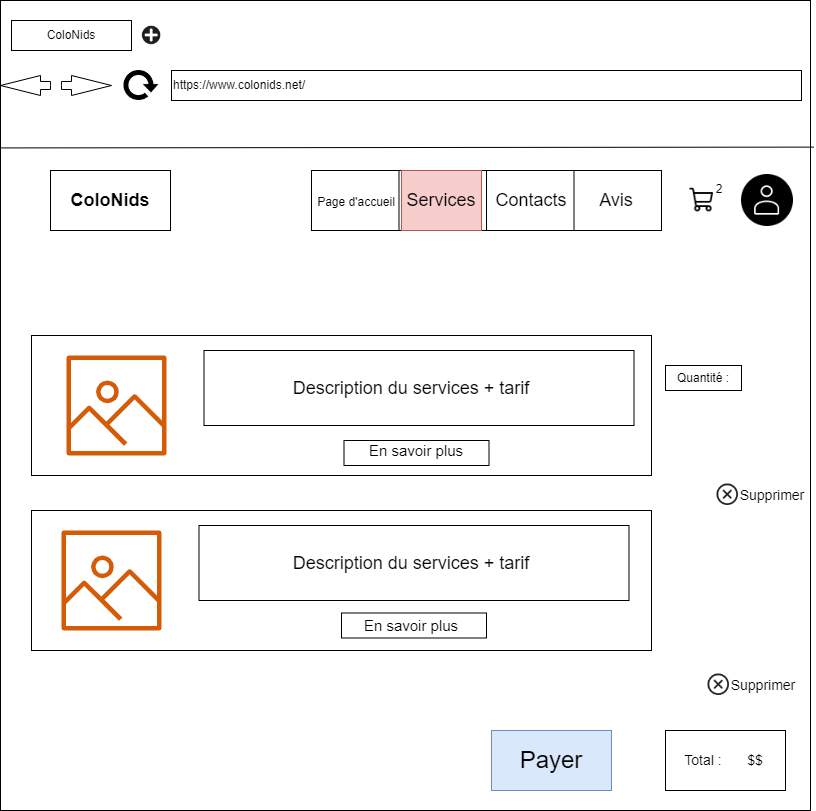 ColoNids
https://www.colonids.net/
ColoNids
Page d'accueil
Services
Contacts
Avis
2
Description du services + tarif
Quantité :
En savoir plus
Supprimer
Description du services + tarif
En savoir plus
Supprimer
Payer
Total : $$